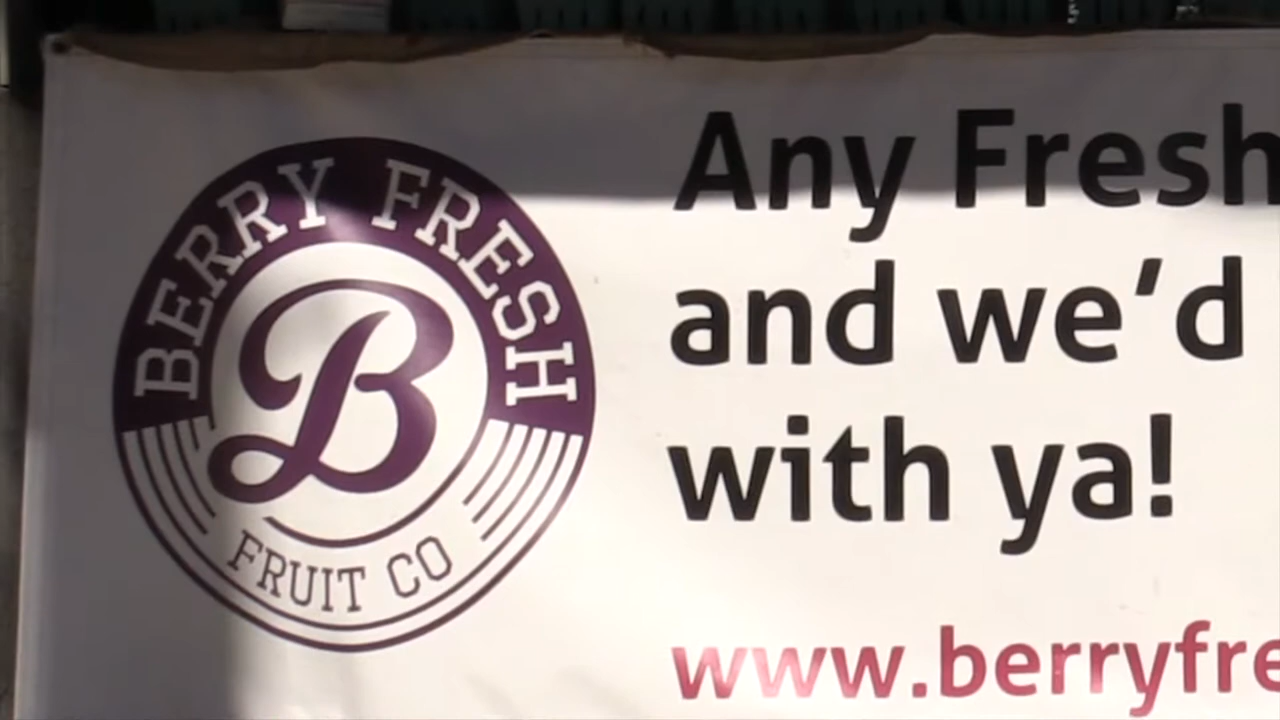 BERRY FRESH
B
FRUIT CO
Any Fresh
and we'd
with ya!
www.berryfre